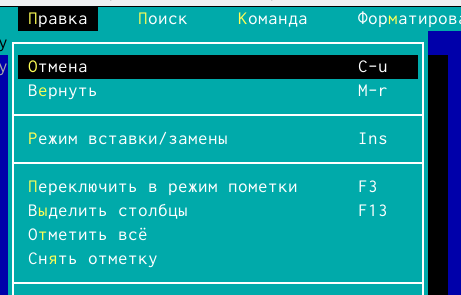 Правка Поиск Команда Форматирова
у
у
Отмена C-u
Вернуть M-r
Режим вставки/замены Ins
Переключить в режим пометки F3
Выделить столбцы F13
Отметить всё
Снять отметку